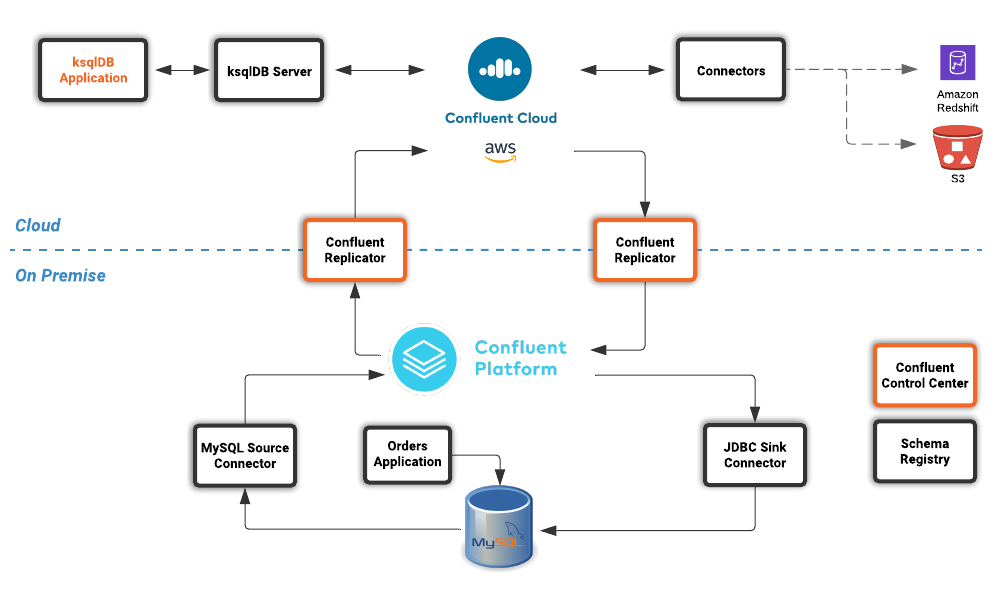 ksqlDB
Application
ksqlDB Server
Confluent Cloud
aws
Connectors
Amazon
Redshift
S3
Cloud
On Premise
Confluent
Replicator
Confluent
Replicator
Confluent
Platform
Confluent
Control Center
MySQL Source
Connector
Orders
Application
JDBC Sink
Connector
Schema
Registry
MySQL